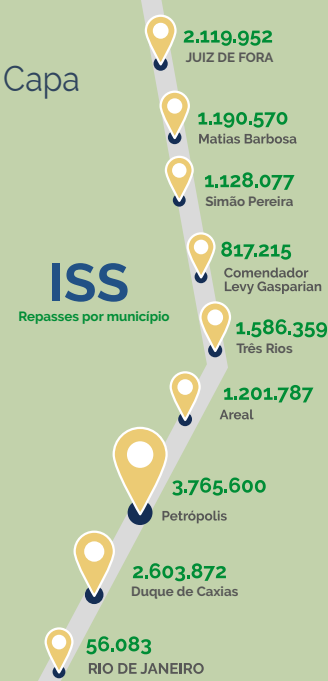 2.119.952
JUIZ DE FORA
Capa
1.190.570
Matias Barbosa
1.128.077
Simão Pereira
817.215
Comendador
Levy Gasparian
ISS
Repasses por município
1.586.359
Três Rios
1.201.787
Areal
3.765.600
Petrópolis
2.603.872
Duque de Caxias
56.083
RIO DE JANEIRO